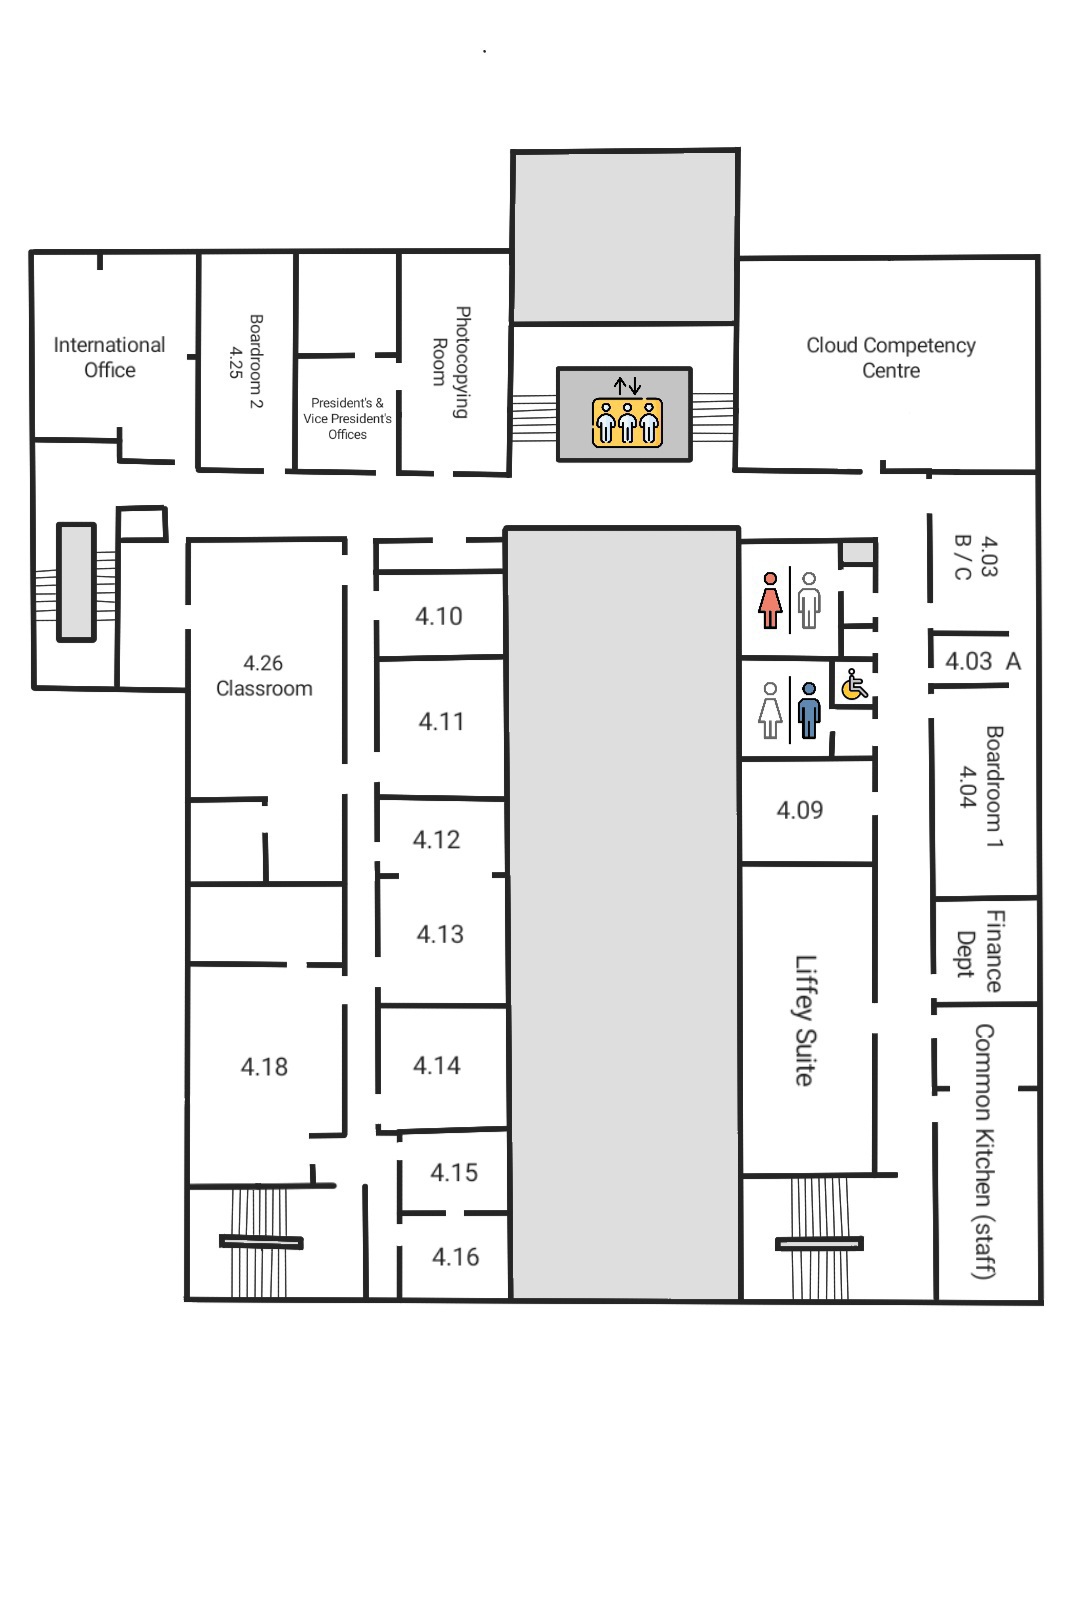 International
Office
Boardroom 2
4.25
President's &
Vice President's
Offices
Photocopying
Room
Cloud Competency
Centre
4.03
B / C
4.03 A
Boardroom 1
4.04
Finance
Dept
Common Kitchen (staff)
4.26
Classroom
4.10
4.11
4.12
4.13
4.14
4.15
4.16
4.18
4.09
Liffey Suite